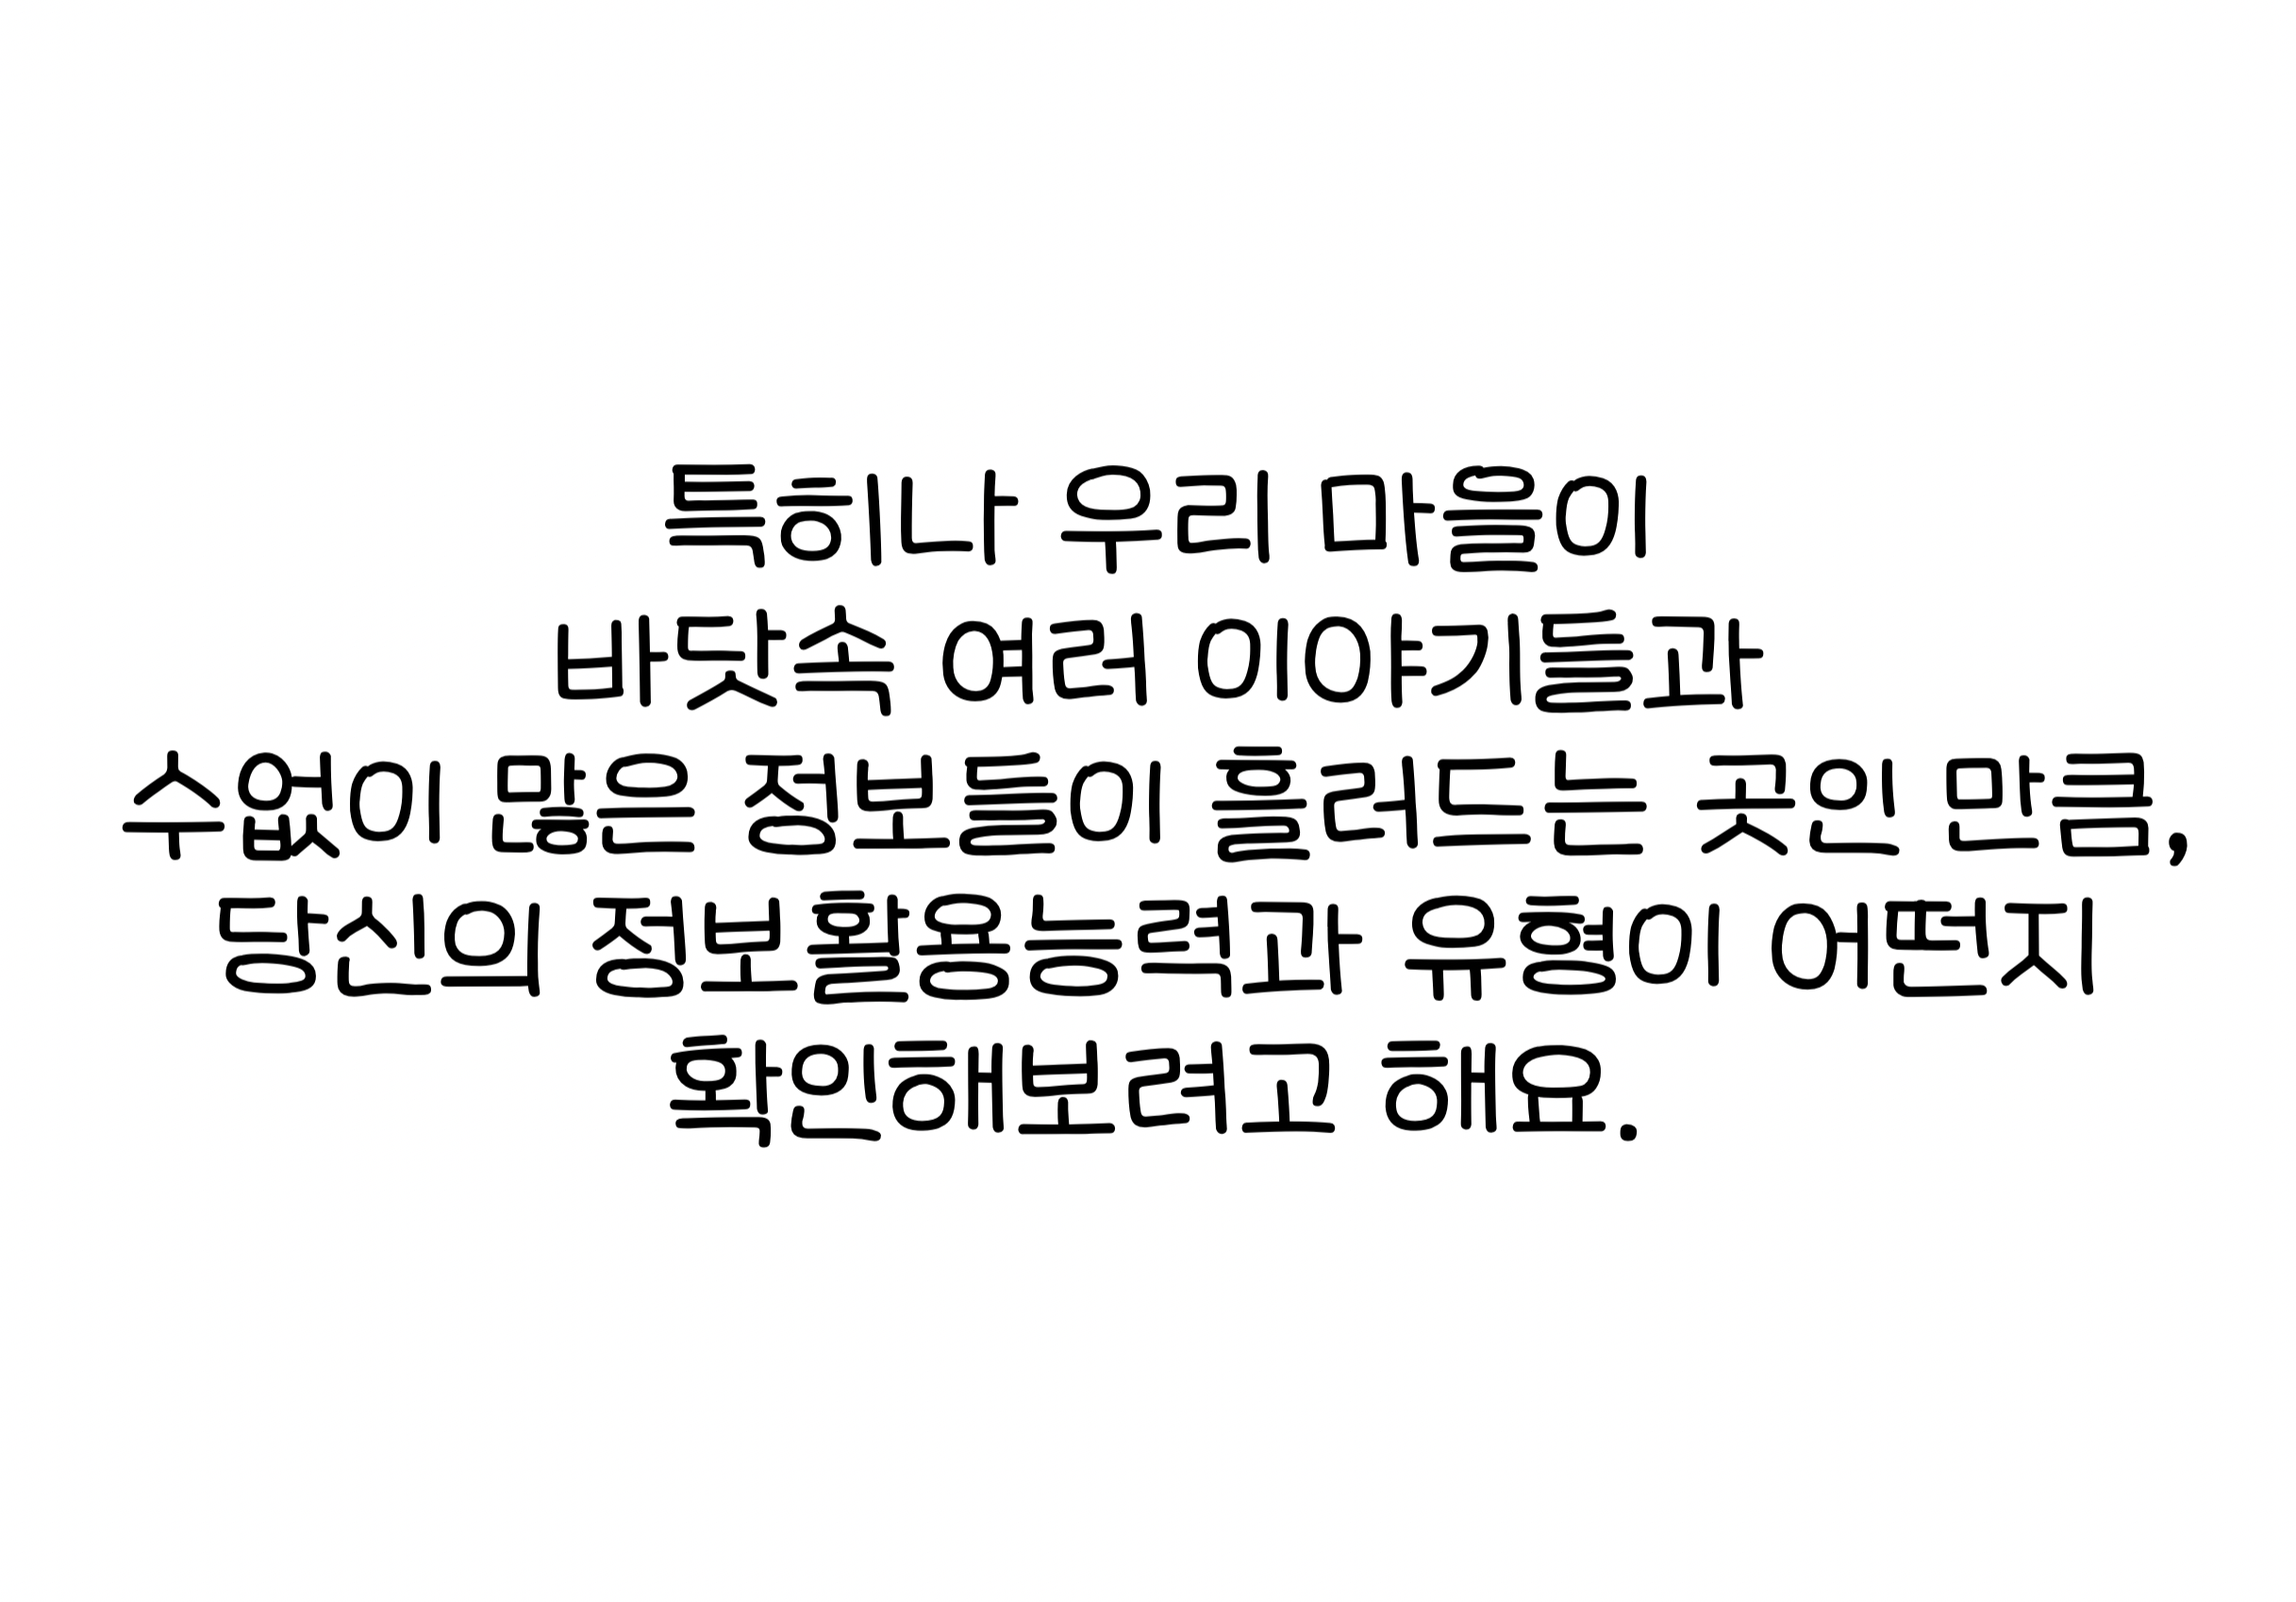 특히나 우리 마을이
바닷속 여러 이야기들과
수없이 많은 정보들이 흘러드는 곳인 만큼,
당신의 정보활용능력과 유형이 어떤지
확인해보려고 해요.